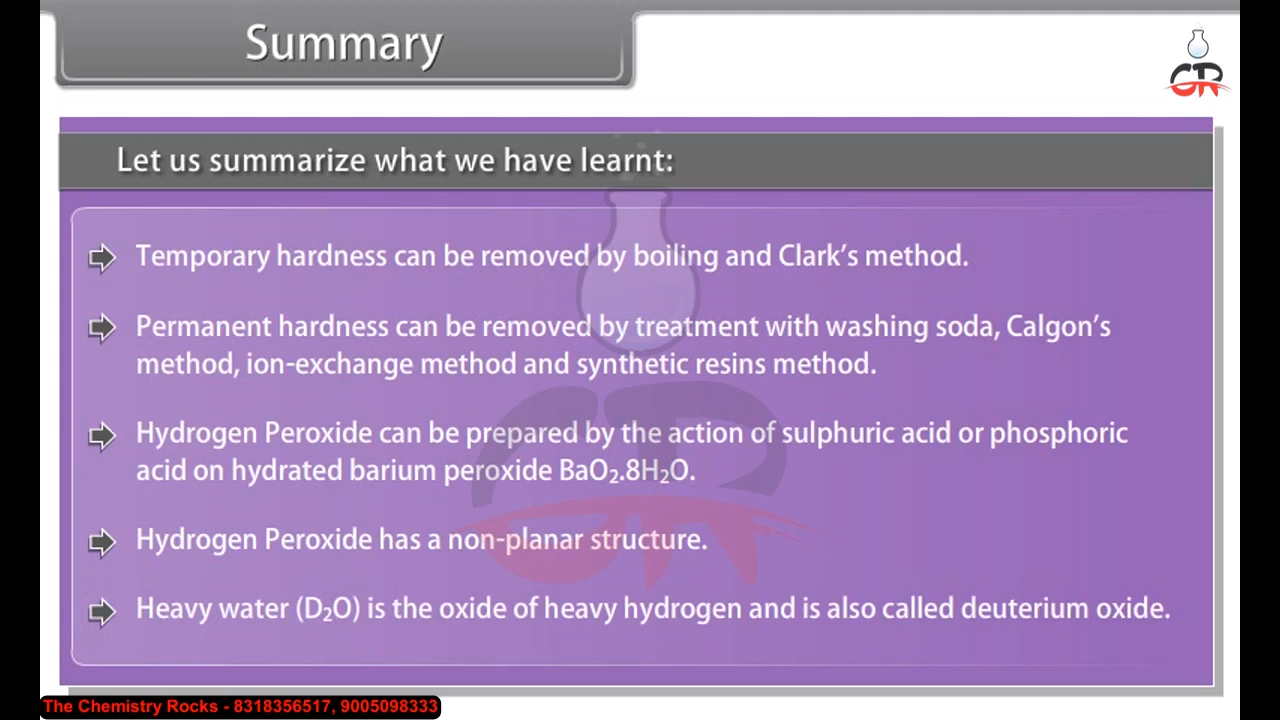 Summary
GR
Let us summarize what we have learnt:
Temporary hardness can be removed by boiling and Clark's method.
Permanent hardness can be removed by treatment with washing soda, Calgon's
method, ion-exchange method and synthetic resins method.
Hydrogen Peroxide can be prepared by the action of sulphuric acid or phosphoric
acid on hydrated barium peroxide BaO₂.8H₂O.
Hydrogen Peroxide has a non-planar structure.
Heavy water (D₂O) is the oxide of heavy hydrogen and is also called deuterium oxide.
The Chemistry Rocks - 8318356517, 9005098333